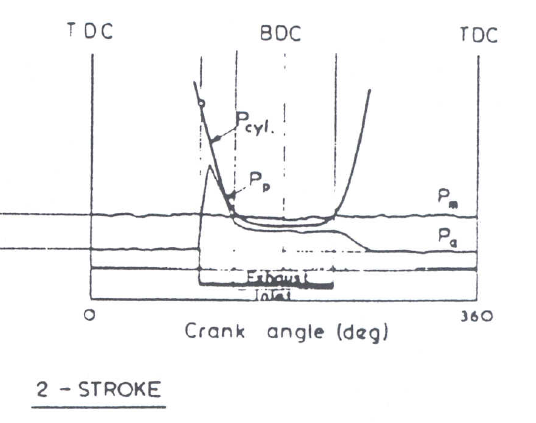 TDC BDC TDC
Pcyl.
Pp
Pm
Pa
Exhaust
Inlet
0 360
Crank angle (deg)
2 - STROKE